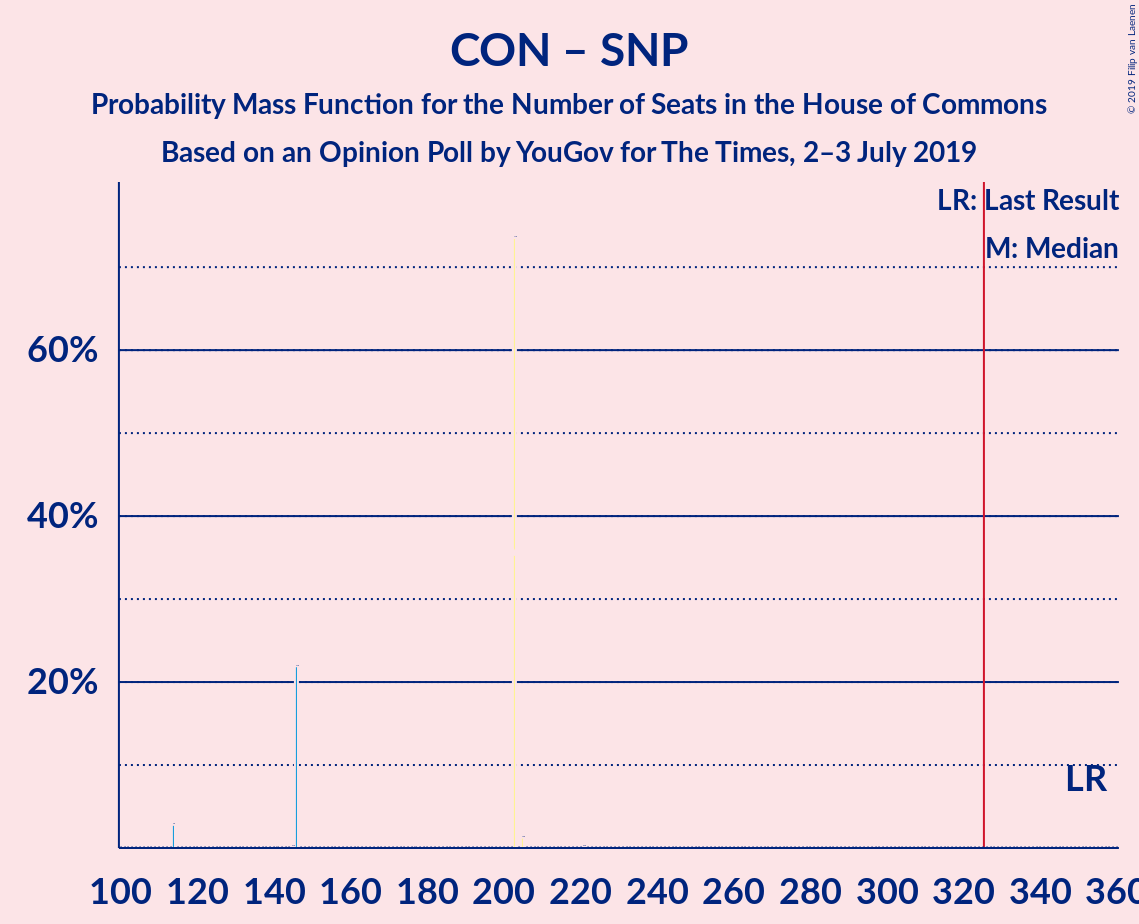 CON – SNP
Probability Mass Function for the Number of Seats in the House of Commons
Based on an Opinion Poll by YouGov for The Times, 2–3 July 2019
© 2019 Filip van Laenen
LR: Last Result
M: Median
60%
40%
20%
LR
100 120 140 160 180 200 220 240 260 280 300 320 340 360